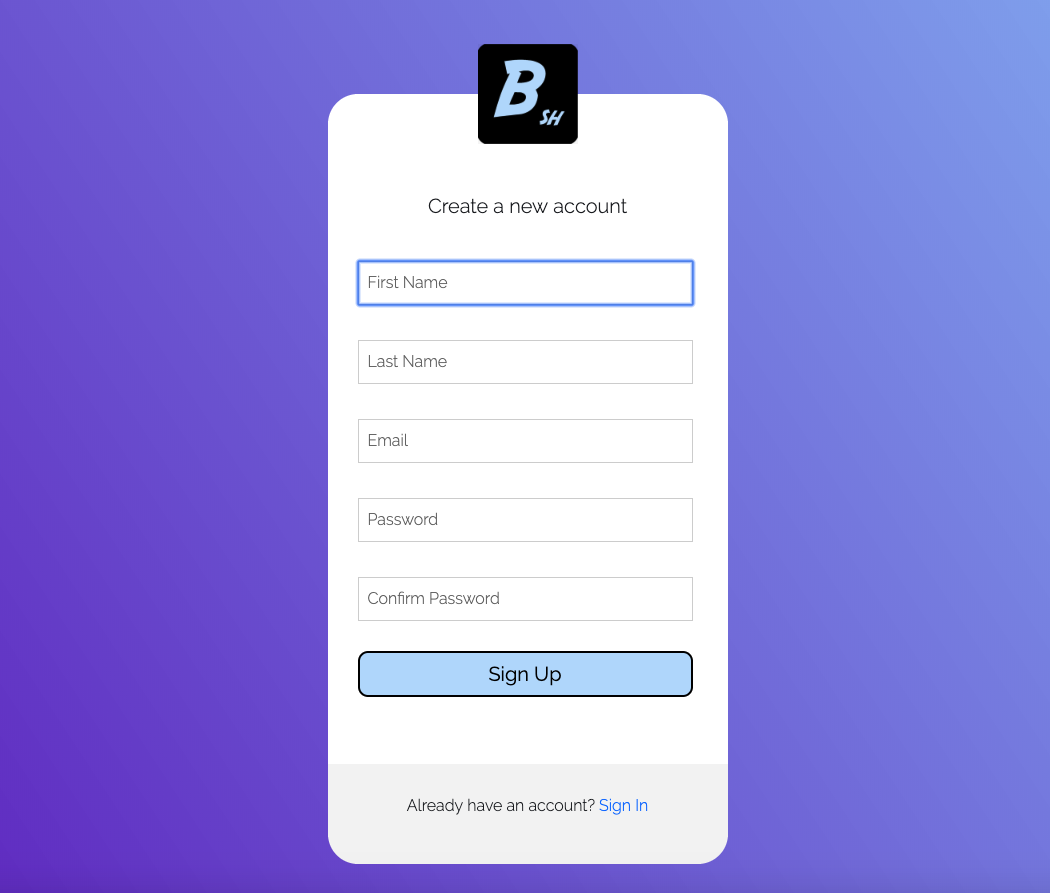 B
SH
Create a new account
First Name
Last Name
Email
Password
Confirm Password
Sign Up
Already have an account? Sign In